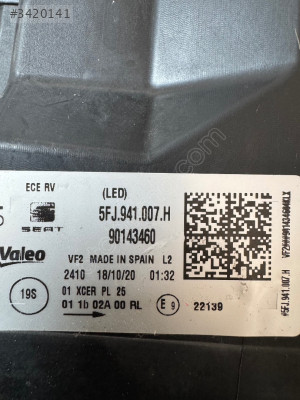 #3420141
ECE RV
(LED)
5
SEAT
5FJ.941.007.H
90143460
Valeo
VF2 MADE IN SPAIN L2
2410 18/10/20 01:32
19S
01 XCER PL 25
01 1b 02A 00 RL
E9
22139